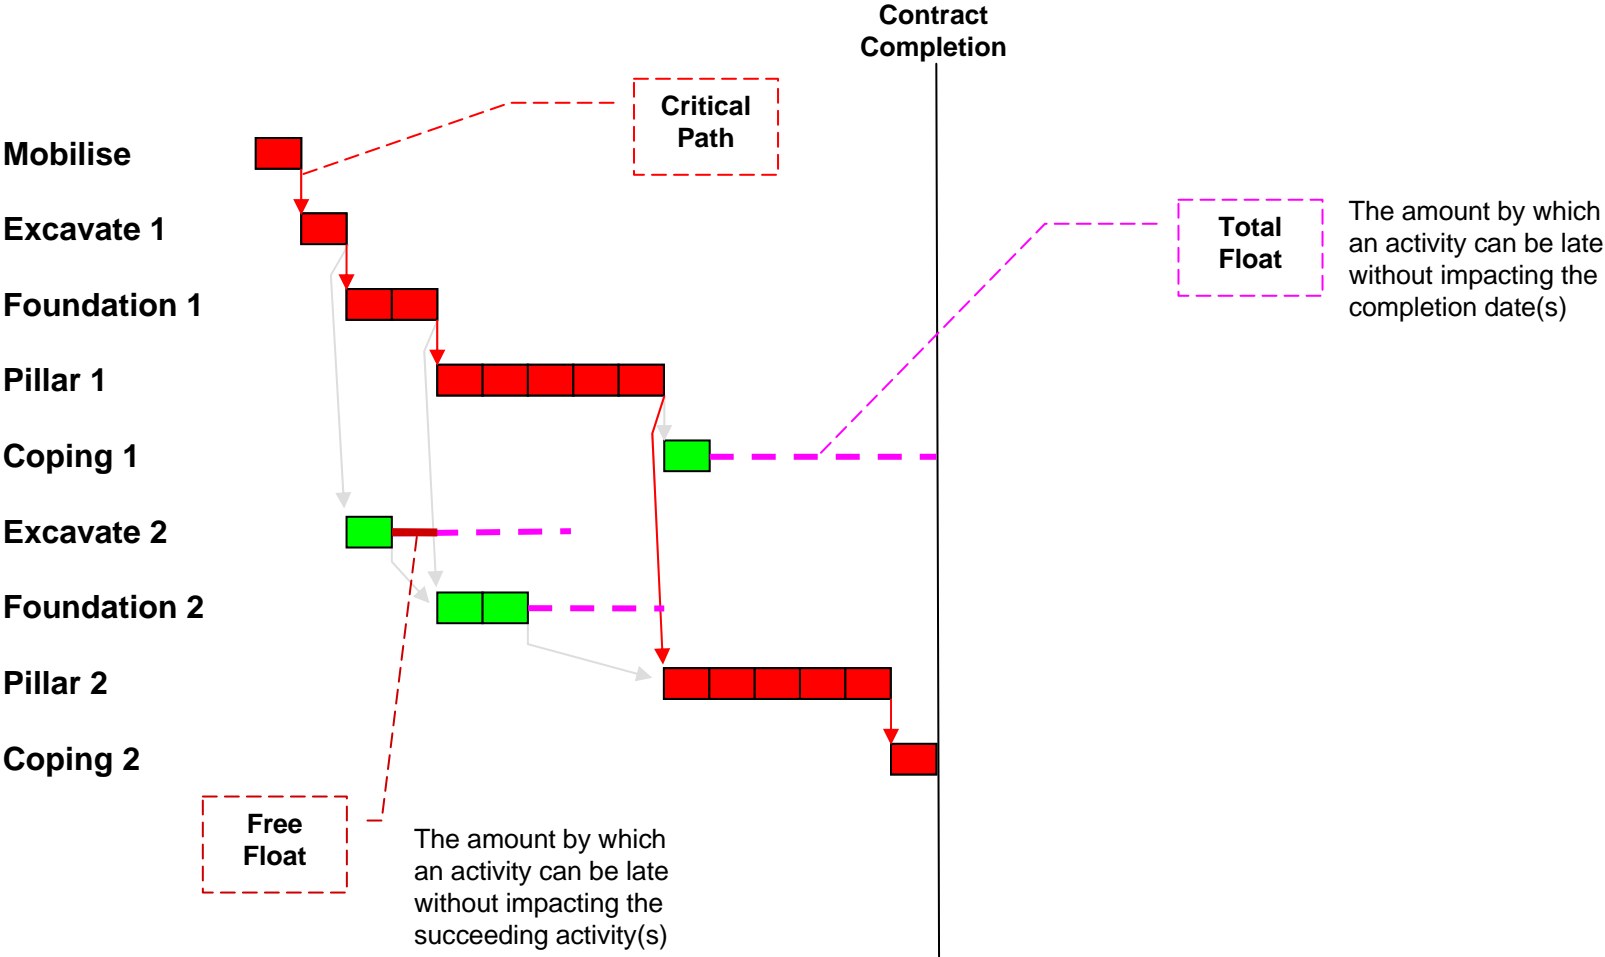 Contract
Completion
Critical
Path
Mobilise
Excavate 1
Total
Float
The amount by which
an activity can be late
without impacting the
completion date(s)
Foundation 1
Pillar 1
Coping 1
Excavate 2
Foundation 2
Pillar 2
Coping 2
Free
Float
The amount by which
an activity can be late
without impacting the
succeeding activity(s)